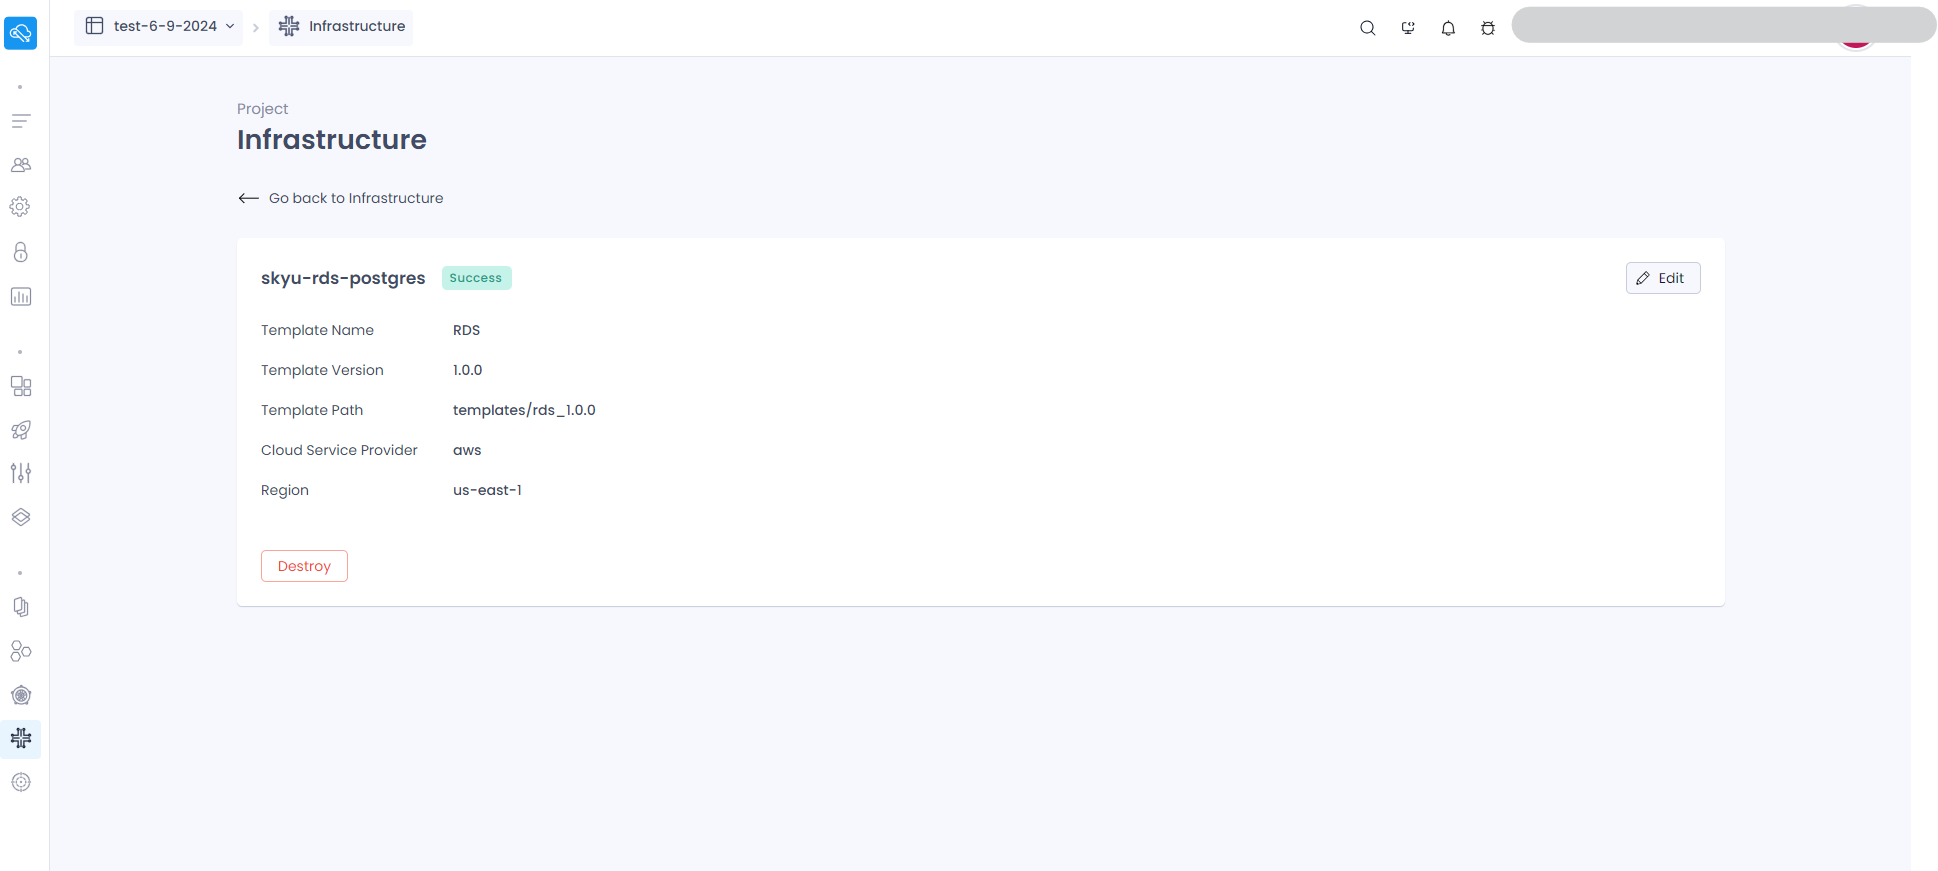 test-6-9-2024
Infrastructure
Project
Infrastructure
Go back to Infrastructure
skyu-rds-postgres
Success
Edit
Template Name
RDS
Template Version
1.0.0
Template Path
templates/rds_1.0.0
Cloud Service Provider
aws
Region
us-east-1
Destroy